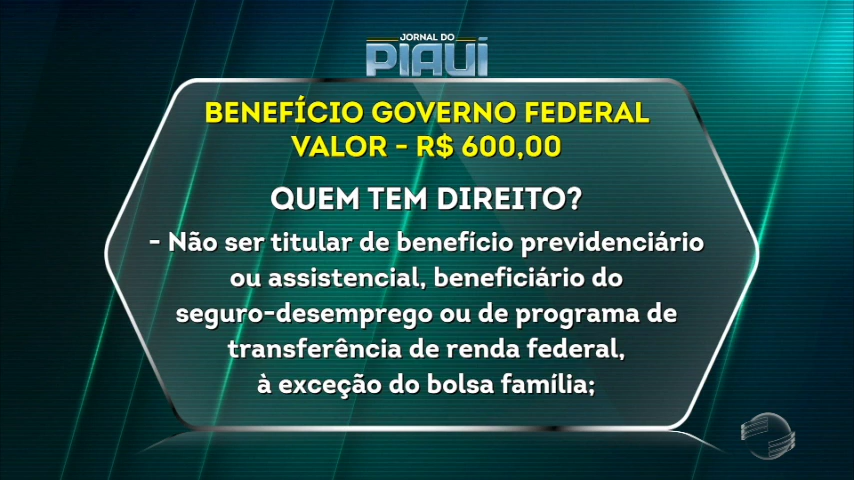 JORNAL DO
PIAUÍ
BENEFÍCIO GOVERNO FEDERAL
VALOR - R$ 600,00
QUEM TEM DIREITO?
- Não ser titular de benefício previdenciário
ou assistencial, beneficiário do
seguro-desemprego ou de programa de
transferência de renda federal,
à exceção do bolsa família;